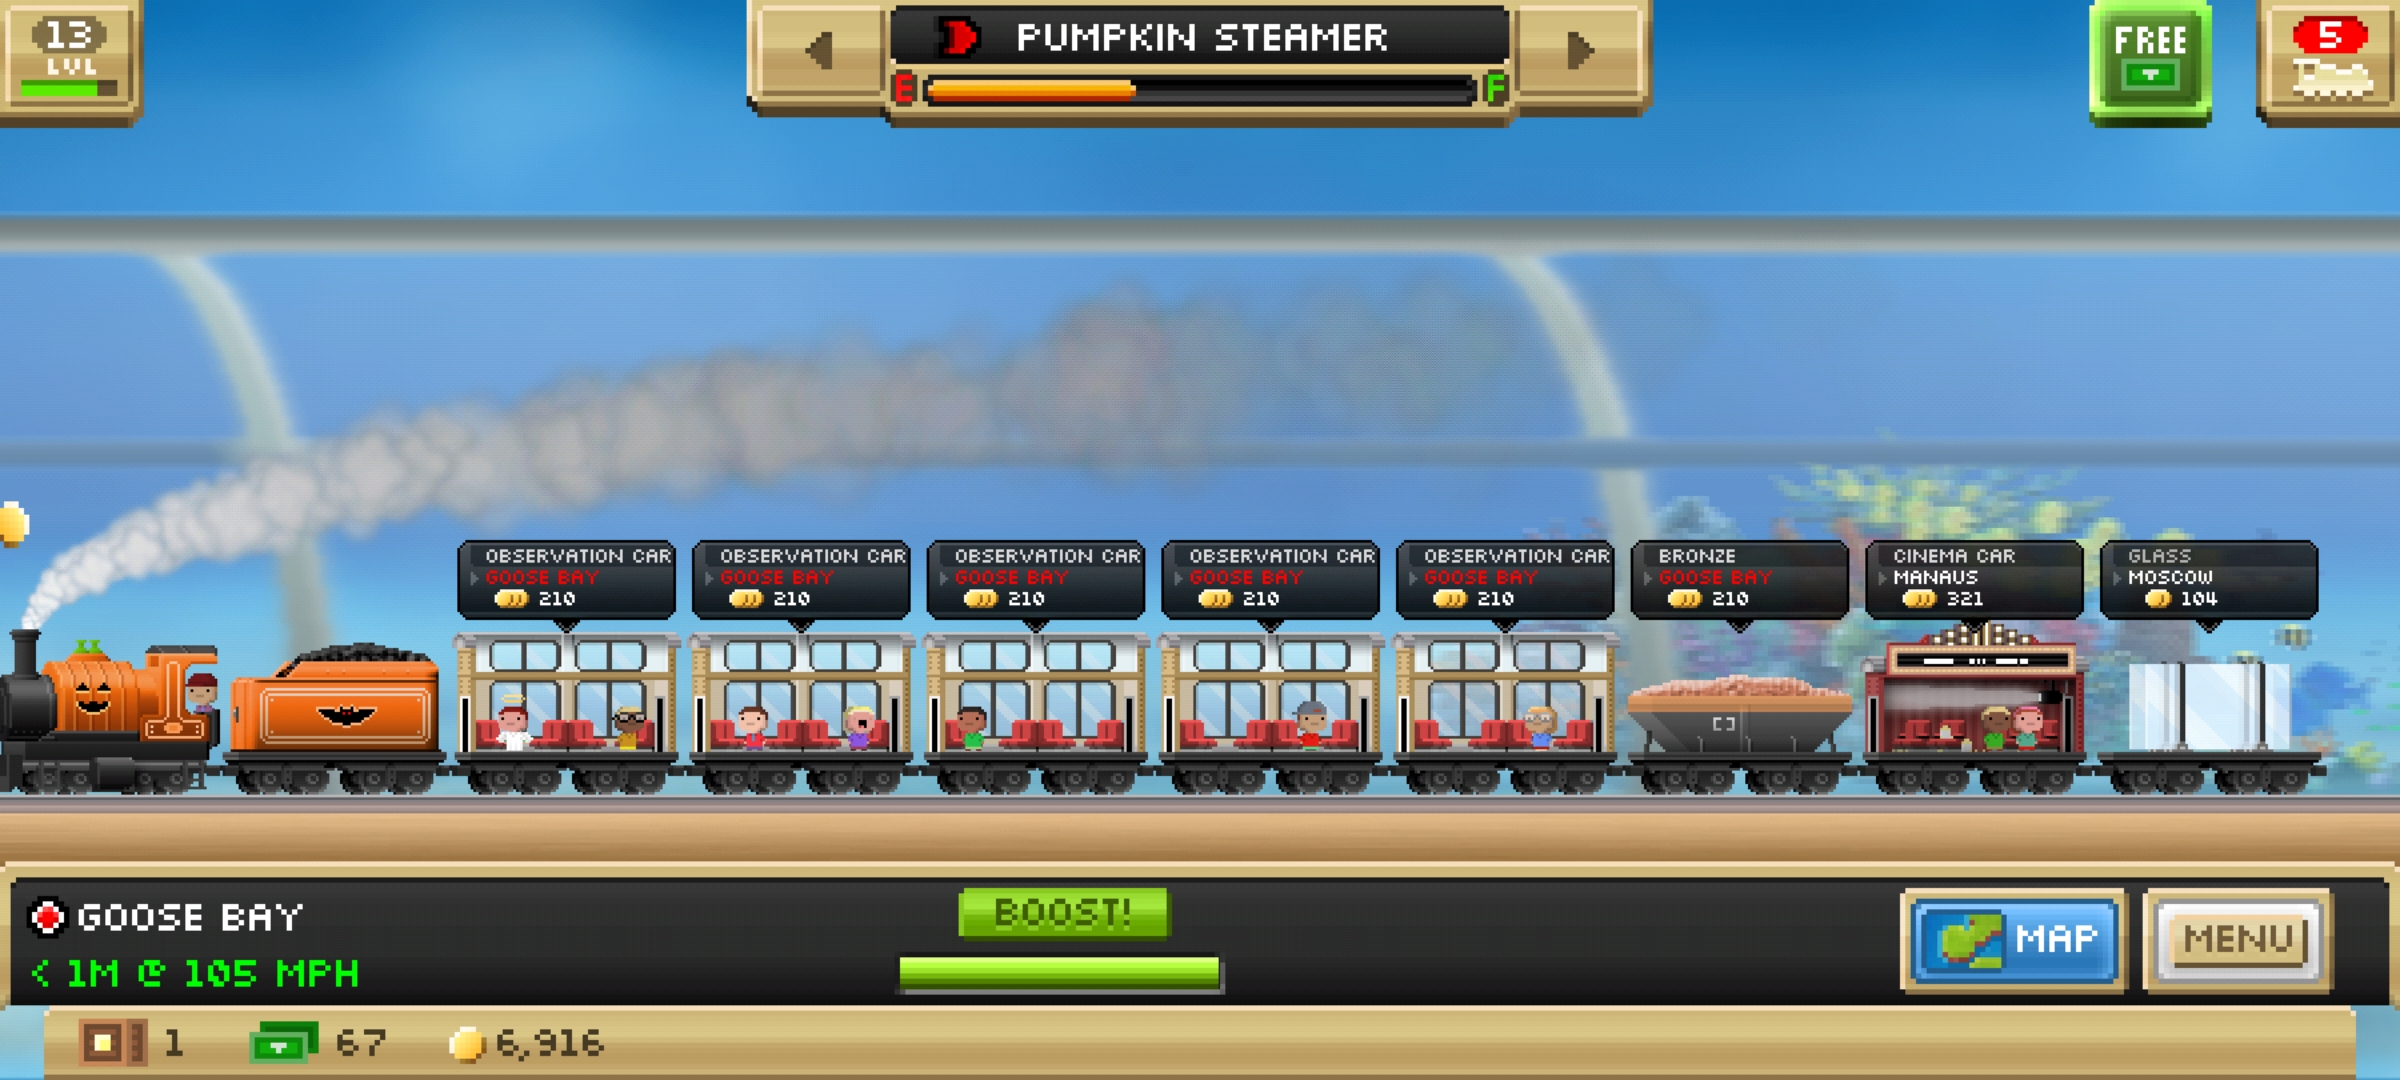 13
LVL
PUMPKIN STEAMER
E
F
FREE
5
OBSERVATION CAR
GOOSE BAY
210
OBSERVATION CAR
GOOSE BAY
210
OBSERVATION CAR
GOOSE BAY
210
OBSERVATION CAR
GOOSE BAY
210
OBSERVATION CAR
GOOSE BAY
210
BRONZE
GOOSE BAY
210
CINEMA CAR
MANAUS
321
GLASS
MOSCOW
104
GOOSE BAY
< 1M @ 105 MPH
BOOST!
MAP
MENU
1
67
6,916